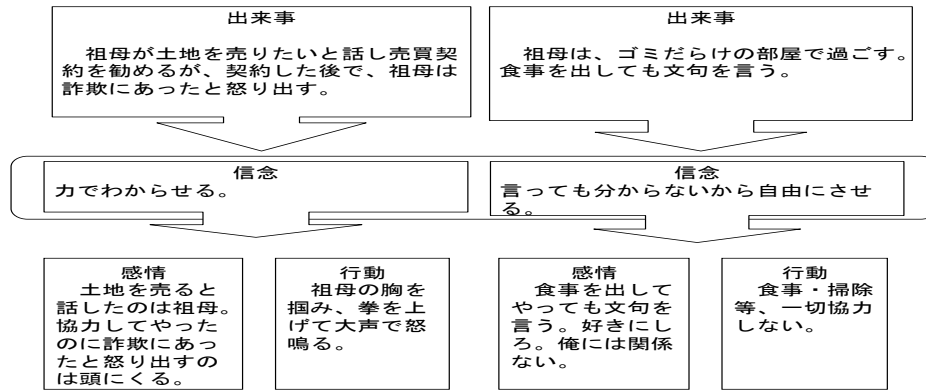 出来事
　祖母が土地を売りたいと話し売買契
約を勧めるが、契約した後で、祖母は
詐欺にあったと怒り出す。
出来事
　祖母は、ゴミだらけの部屋で過ごす。
食事を出しても文句を言う。
信念
力でわからせる。
信念
言っても分からないから自由にさせ
る。
感情
　土地を売ると
話したのは祖母。
協力してやった
のに詐欺にあっ
たと怒り出すの
は頭にくる。
行動
　祖母の胸を
掴み、拳を上
げて大声で怒
鳴る。
感情
　食事を出して
やっても文句を
言う。好きにし
ろ。俺には関係
ない。
行動
　食事・掃除
等、一切協力
しない。